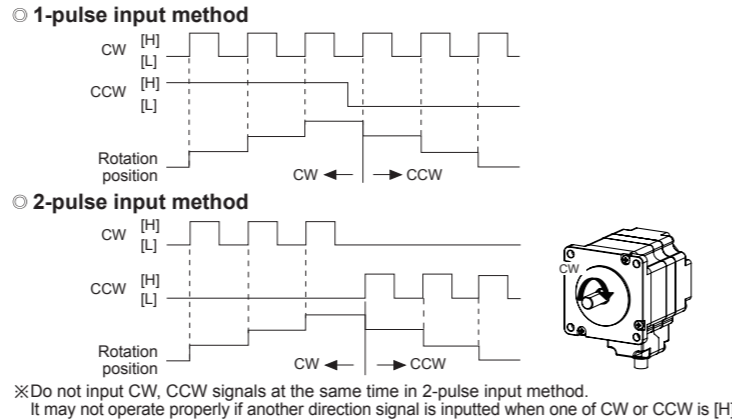 ◎ 1-pulse input method
CW [H]
[L]
CCW [H]
[L]
Rotation
position
CW CCW
◎ 2-pulse input method
CW [H]
[L]
CCW [H]
[L]
Rotation
position
CW CCW
CW
※Do not input CW, CCW signals at the same time in 2-pulse input method.
It may not operate properly if another direction signal is inputted when one of CW or CCW is [H]